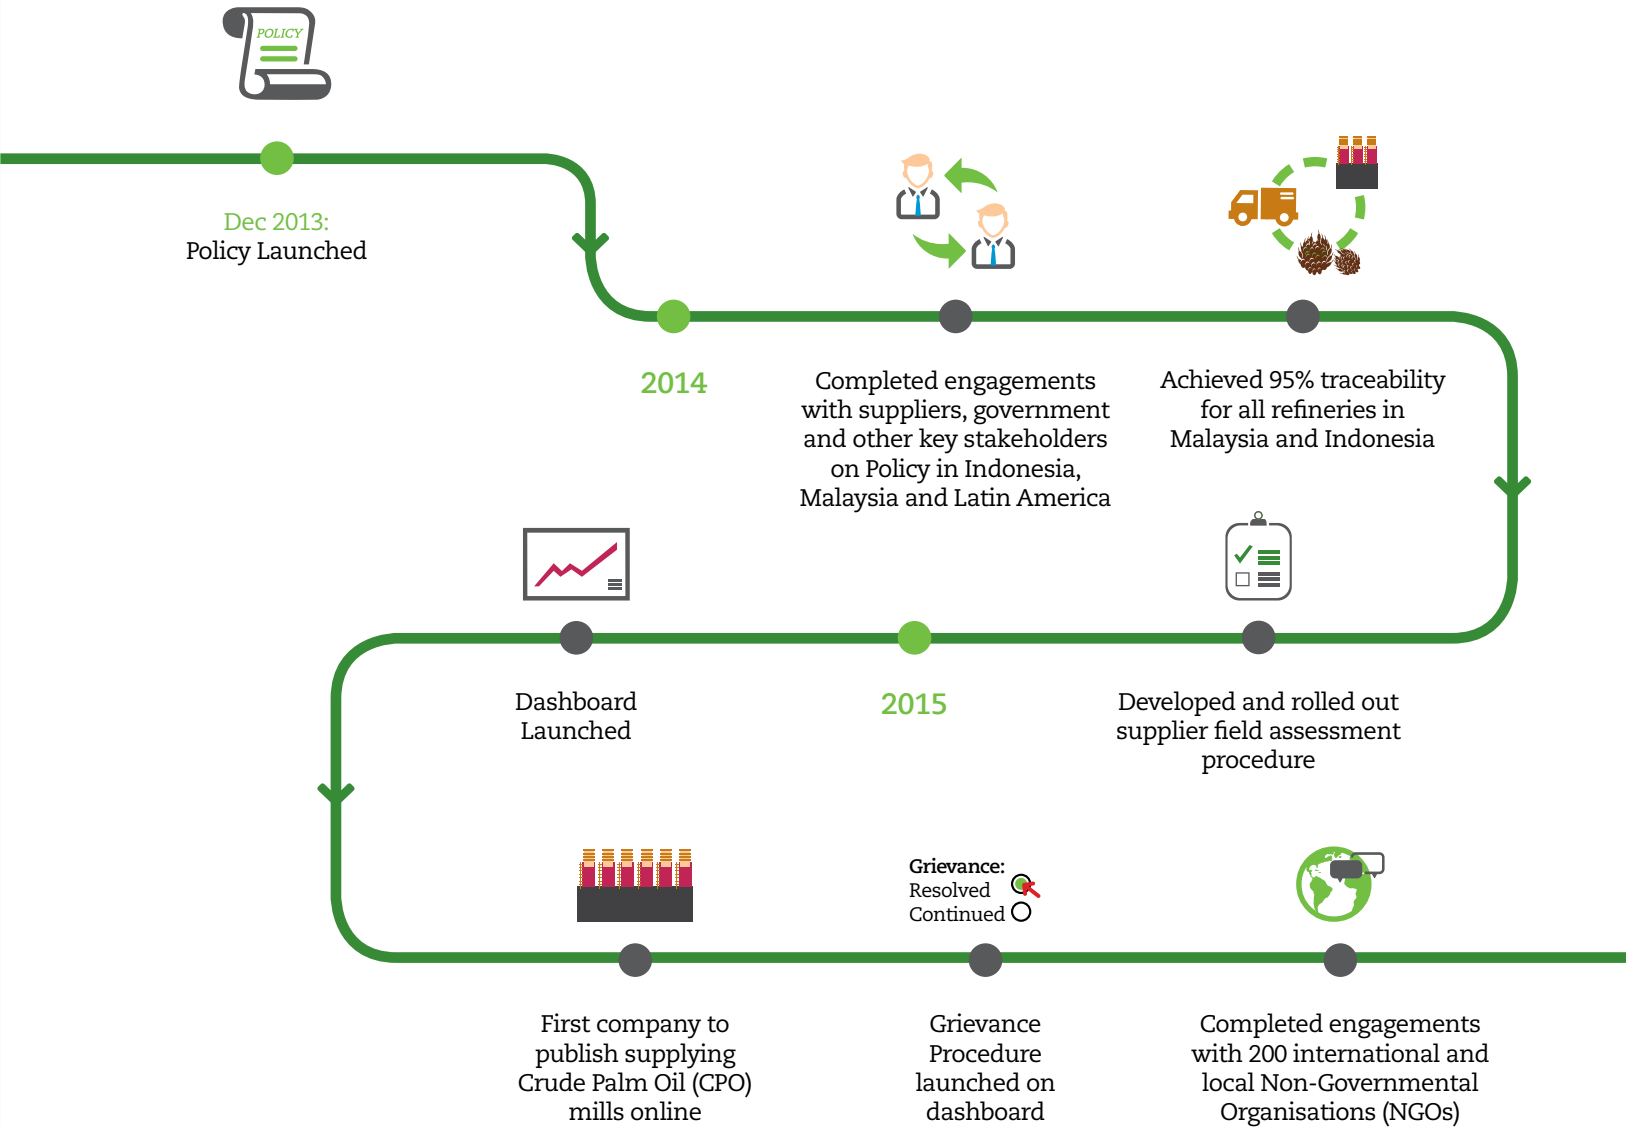 POLICY
Dec 2013:
Policy Launched
2014
Completed engagements
with suppliers, government
and other key stakeholders
on Policy in Indonesia,
Malaysia and Latin America
Achieved 95% traceability
for all refineries in
Malaysia and Indonesia
Developed and rolled out
supplier field assessment
procedure
2015
Dashboard
Launched
First company to
publish supplying
Crude Palm Oil (CPO)
mills online
Grievance:
Resolved
Continued
Grievance
Procedure
launched on
dashboard
Completed engagements
with 200 international and
local Non-Governmental
Organisations (NGOs)